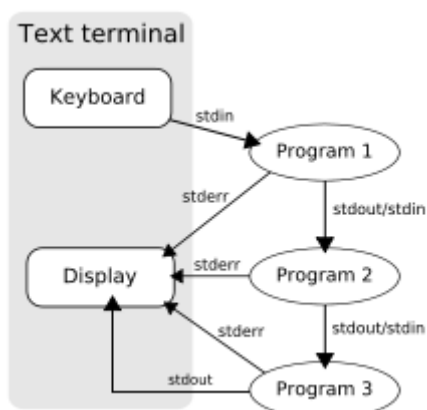 Text terminal
Keyboard
stdin
Program 1
stderr
stdout/stdin
Display
stderr
Program 2
stderr
stdout/stdin
stdout
Program 3